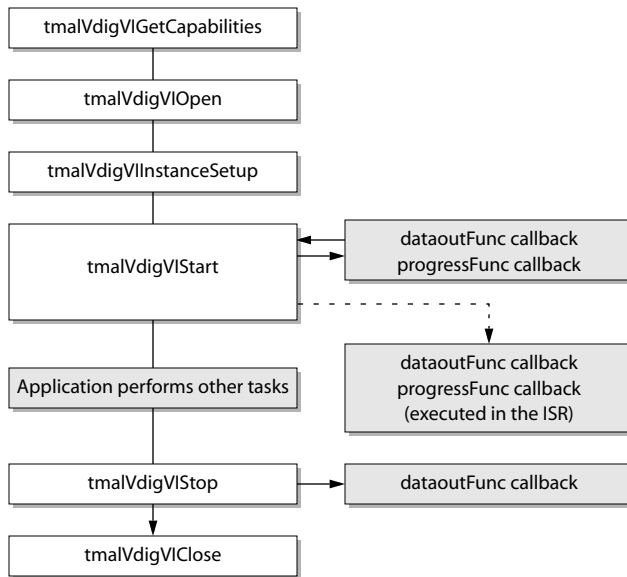 tmalVdigVIGetCapabilities
tmalVdigVIOpen
tmalVdigVIInstanceSetup
tmalVdigVIStart
dataoutFunc callback
progressFunc callback
dataoutFunc callback
progressFunc callback
(executed in the ISR)
Application performs other tasks
tmalVdigVIStop
dataoutFunc callback
tmalVdigVIClose